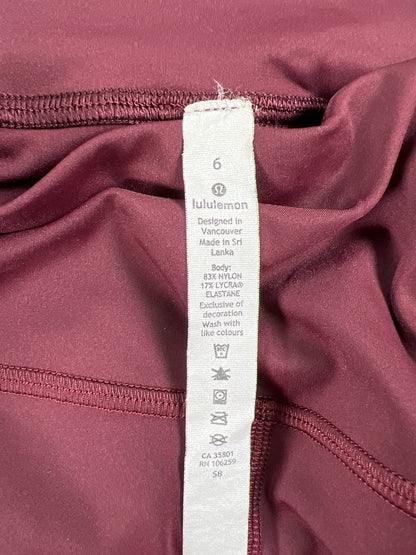 6
lululemon
Designed in
Vancouver
Made in Sri
Lanka
Body:
83% NYLON
17% LYCRA®
ELASTANE
Exclusive of
decoration
Wash with
like colours
CA 35801
RN 106259
SB